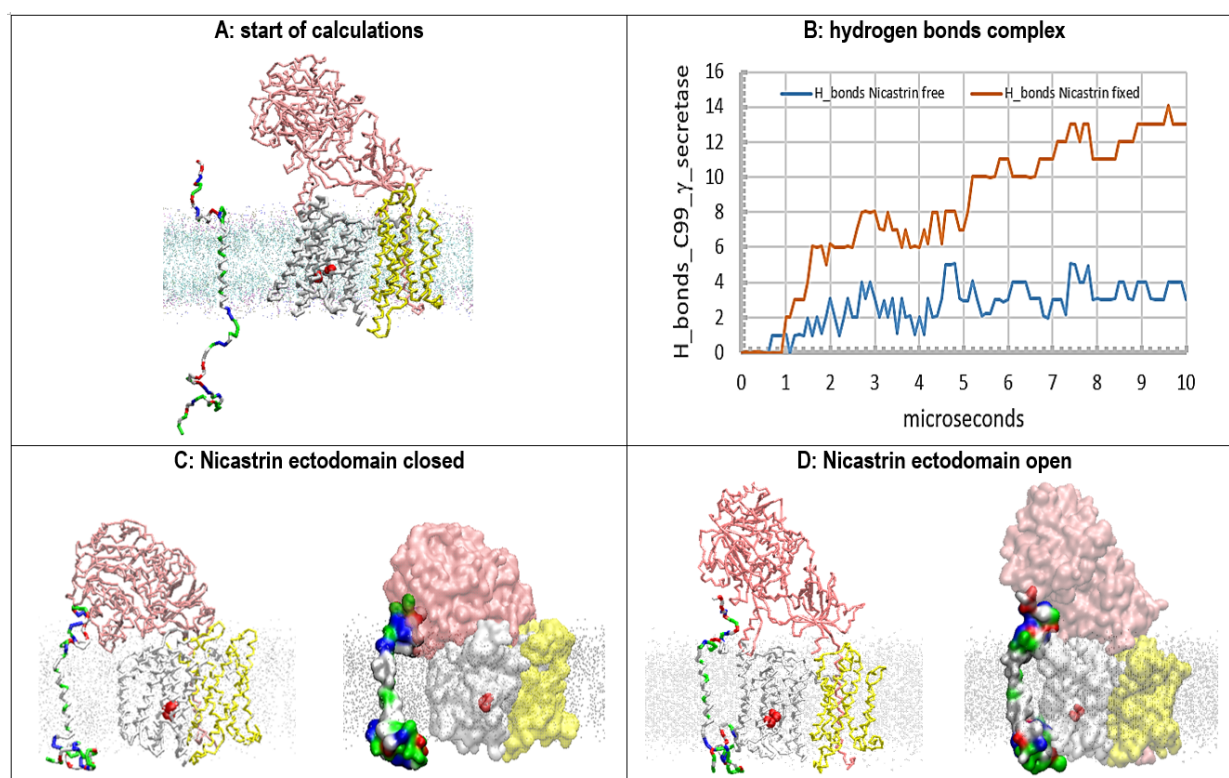 A: start of calculations
B: hydrogen bonds complex
H_bonds_C99_γ_secretase
16
14
12
10
8
6
4
2
0
H_bonds Nicastrin free
H_bonds Nicastrin fixed
0 1 2 3 4 5 6 7 8 9 10
microseconds
C: Nicastrin ectodomain closed
D: Nicastrin ectodomain open